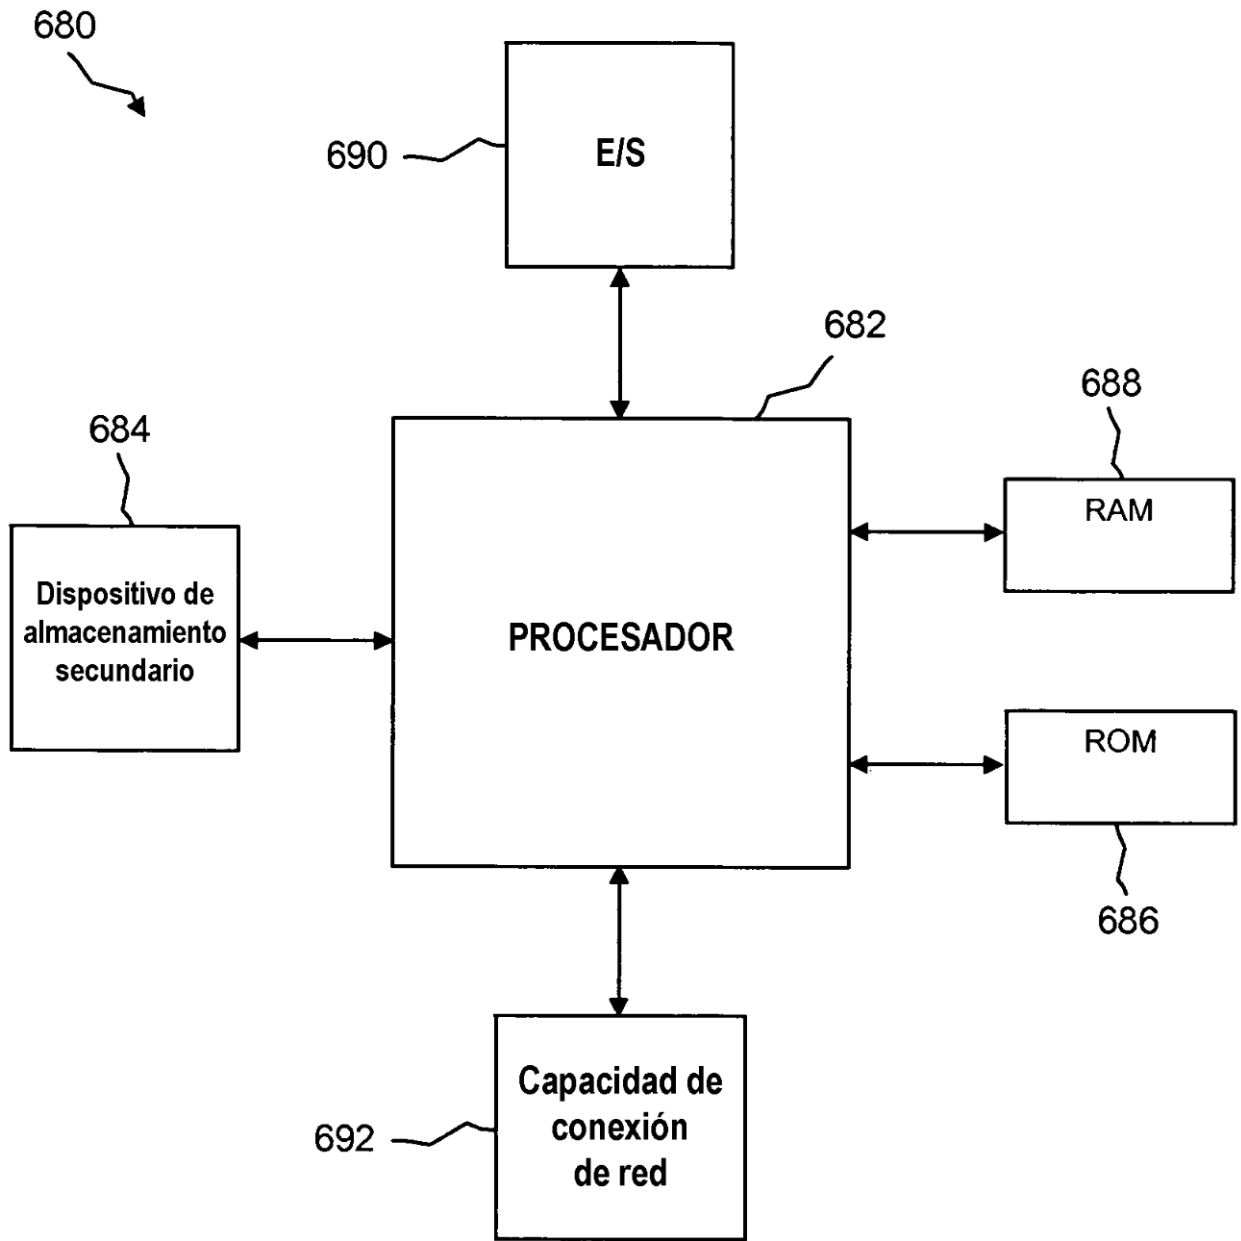 680
690
E/S
682
688
RAM
684
Dispositivo de
almacenamiento
secundario
PROCESADOR
ROM
686
692
Capacidad de
conexión
de red